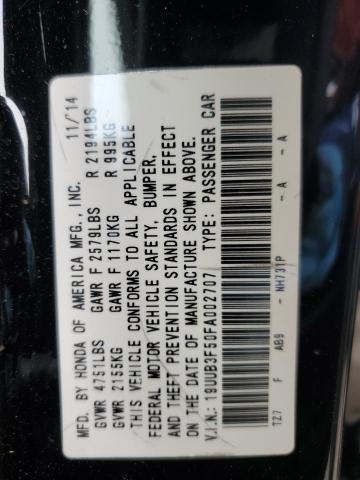 MFD. BY HONDA OF AMERICA MFG., INC. 11/14
GVWR 4751LBS GAWR F 2579LBS R 2194LBS
GVWR 2155KG GAWR F 1170KG R 995KG
THIS VEHICLE CONFORMS TO ALL APPLICABLE
FEDERAL MOTOR VEHICLE SAFETY, BUMPER,
AND THEFT PREVENTION STANDARDS IN EFFECT
ON THE DATE OF MANUFACTURE SHOWN ABOVE.
V.I.N.: 19UUB3F50FA002707 TYPE: PASSENGER CAR
TZ7 F AB9 - NH731P - A - A